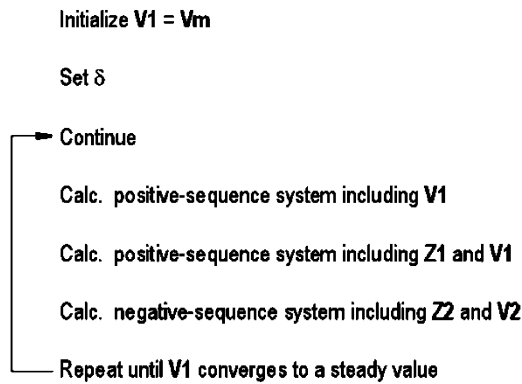 Initialize V1 = Vm
Set δ
Continue
Calc. positive-sequence system including V1
Calc. positive-sequence system including Z1 and V1
Calc. negative-sequence system including Z2 and V2
Repeat until V1 converges to a steady value